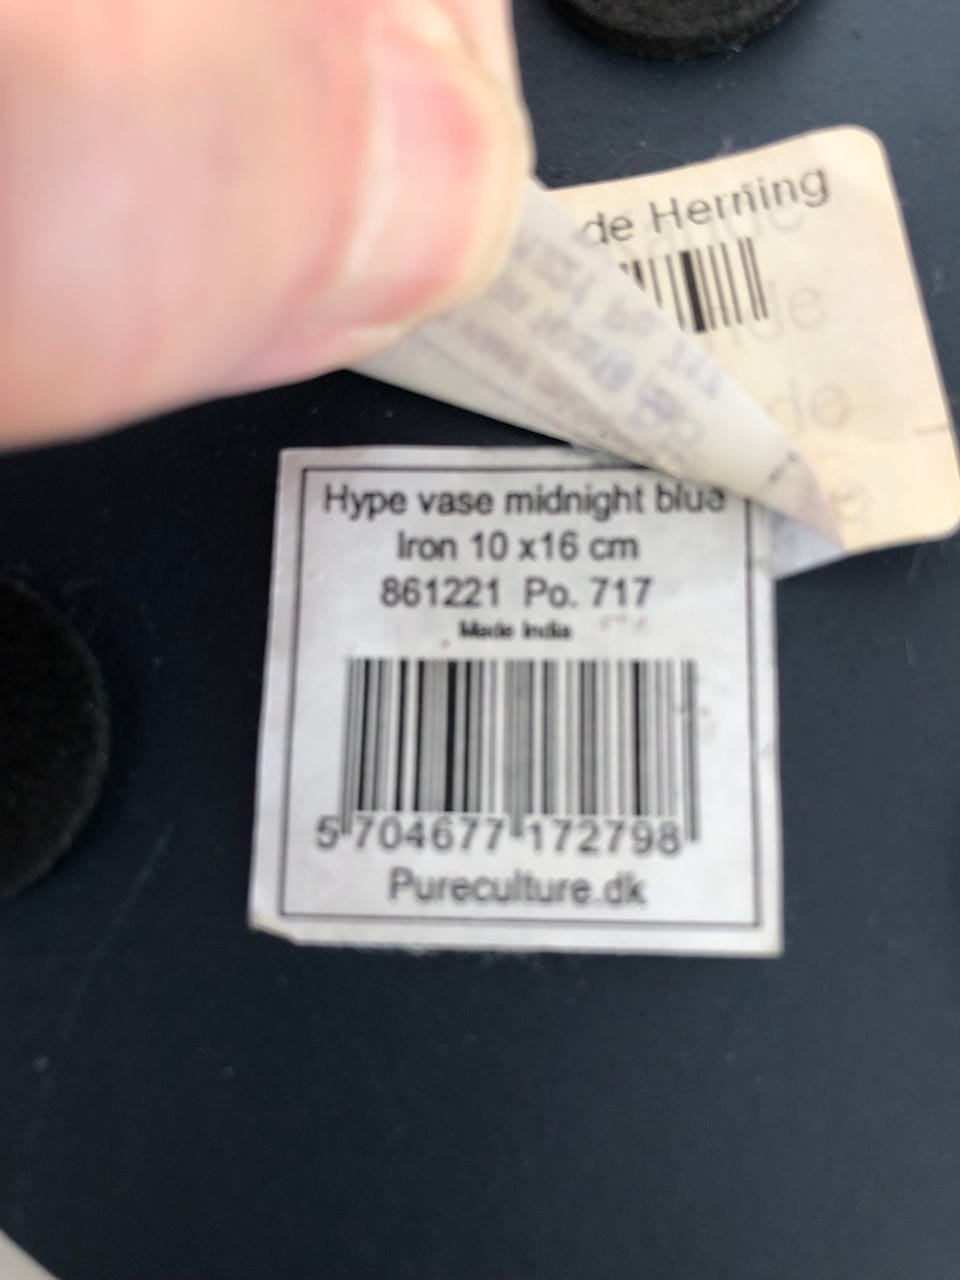 de Herning
Hype vase midnight blue
Iron 10 x16 cm
861221 Po. 717
Made India
5 704677 172798
Pureculture.dk